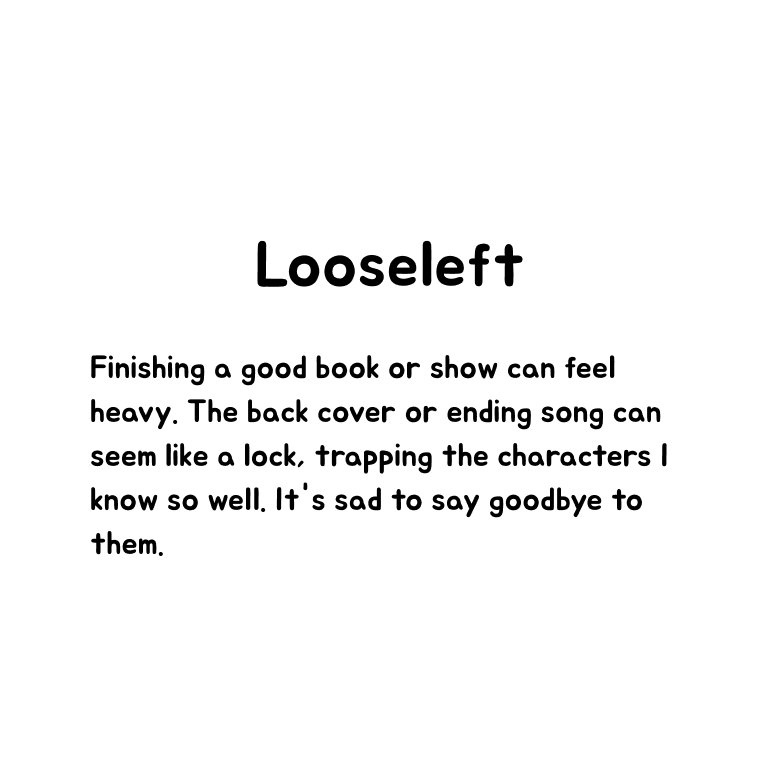 Looseleft
Finishing a good book or show can feel
heavy. The back cover or ending song can
seem like a lock, trapping the characters I
know so well. It's sad to say goodbye to
them.